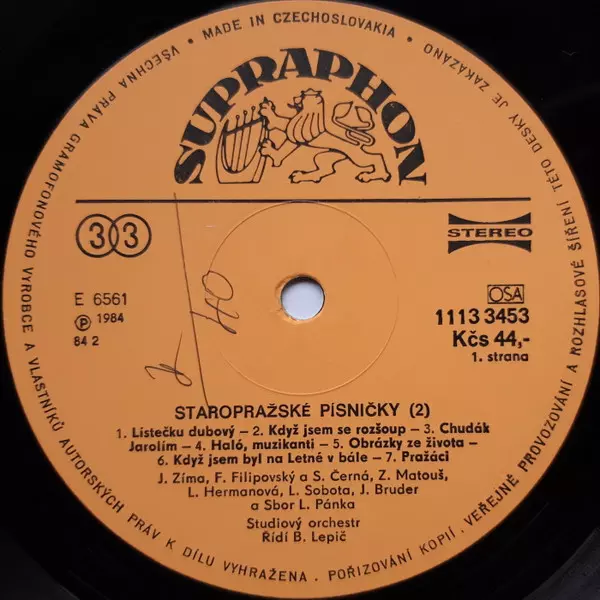 MADE IN CZECHOSLOVAKIA • VŠECHNA PRÁVA GRAMOFONOVÉHO VÝROBCE A VLASTNÍKŮ AUTORSKÝCH PRÁV K DÍLU VYHRAŽENA . POŘIZOVÁNÍ KOPIÍ . VEŘEJNÉ PROVOZOVÁNÍ A ROZHLASOVÉ ŠÍŘENÍ TÉTO DESKY JE ZAKÁZÁNO •
SUPRAPHON
33
STEREO
E 6561
Ⓟ 1984
84 2
OSA
1113 3453
Kčs 44,-
1. strana
40
STAROPRAŽSKÉ PÍSNIČKY (2)
1. Lístečku dubový – 2. Když jsem se rozšoup – 3. Chudák
Jarolím – 4. Haló, muzikanti – 5. Obrázky ze života –
6. Když jsem byl na Letné v bále – 7. Pražáci
J. Zíma, F. Filipovský a S. Černá, Z. Matouš,
L. Hermanová, L. Sobota, J. Bruder
a Sbor L. Pánka
Studiový orchestr
Řídí B. Lepič